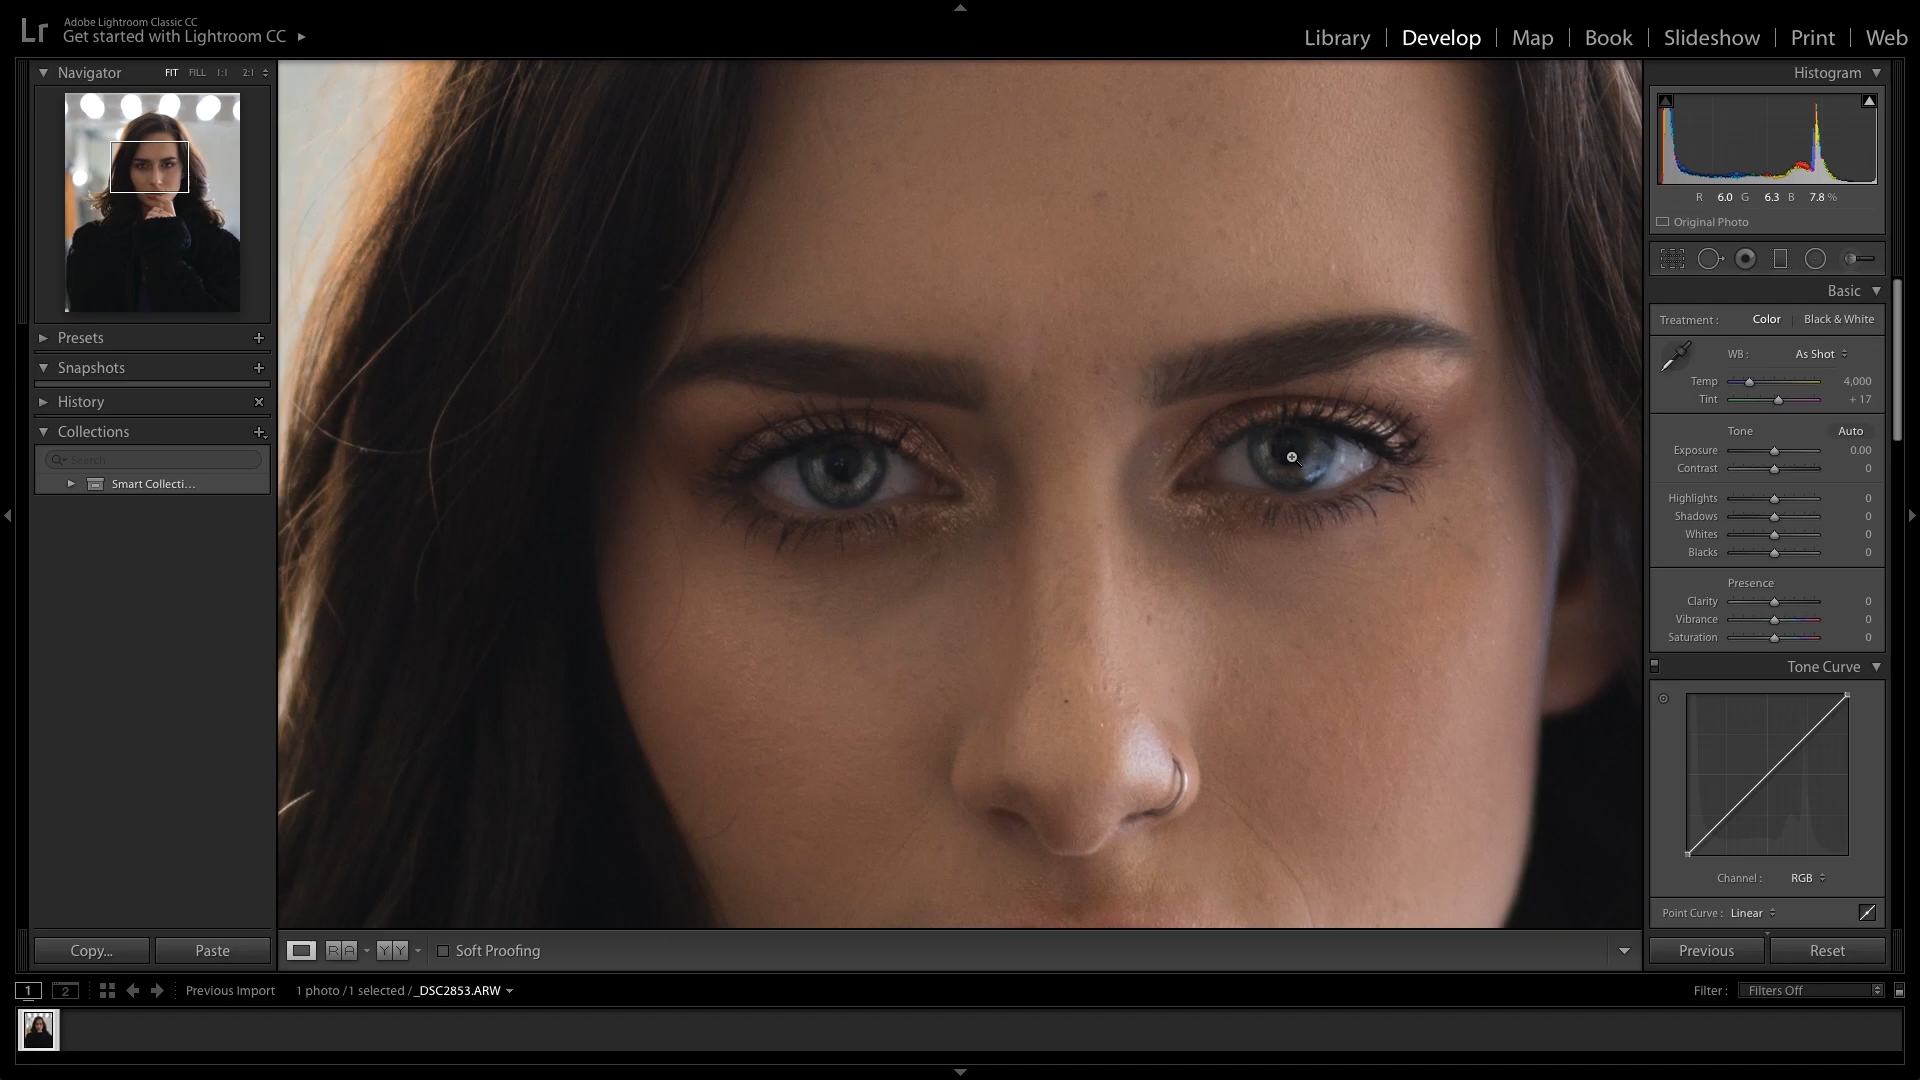 Lr
Adobe Lightroom Classic CC
Get started with Lightroom CC
Library | Develop | Map | Book | Slideshow | Print | Web
Navigator FIT FILL 1:1 2:1
Presets
Snapshots
History
Collections
Search
Smart Collecti...
Copy... Paste
Histogram
R 6.0 G 6.3 B 7.8 %
Original Photo
Basic
Treatment : Color | Black & White
WB : As Shot
Temp 4,000
Tint + 17
Tone Auto
Exposure 0.00
Contrast 0
Highlights 0
Shadows 0
Whites 0
Blacks 0
Presence
Clarity 0
Vibrance 0
Saturation 0
Tone Curve
Channel : RGB
Point Curve : Linear
Previous Reset
R A Y Y Soft Proofing
1 2 Previous Import 1 photo / 1 selected / _DSC2853.ARW Filter : Filters Off